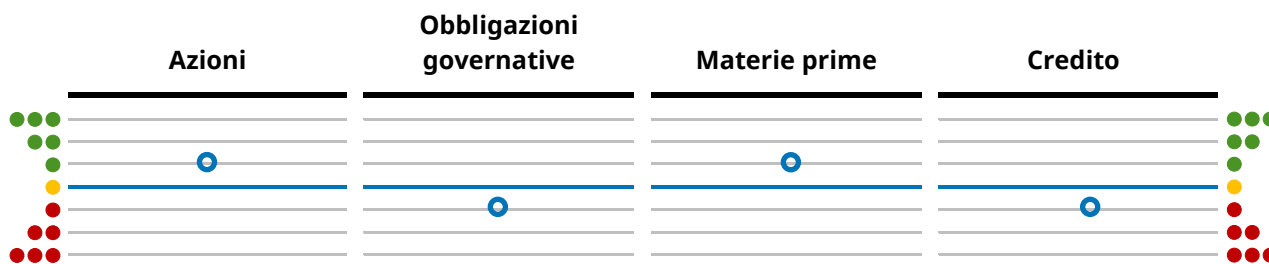 Azioni
Obbligazioni
governative
Materie prime
Credito